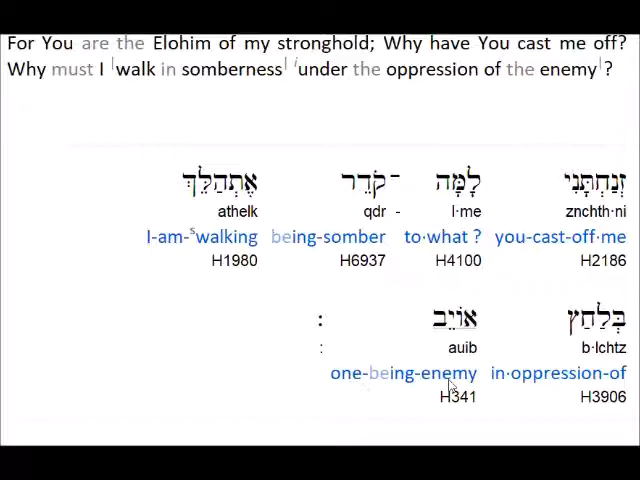 For You are the Elohim of my stronghold; Why have You cast me off?
Why must I |walk in somberness| iunder the oppression of the enemy| ?
זְנַחְתָּנִי לָמָּה ־ קֹדֵר אֶתְהַלֵּךְ
athelk qdr - l·me znchth·ni
I-am-swalking being-somber to·what ? you-cast-off·me
H1980 H6937 H4100 H2186
בְּלַחַץ אוֹיֵב :
: auib b·lchtz
one-being-enemy in·oppression-of
H341 H3906